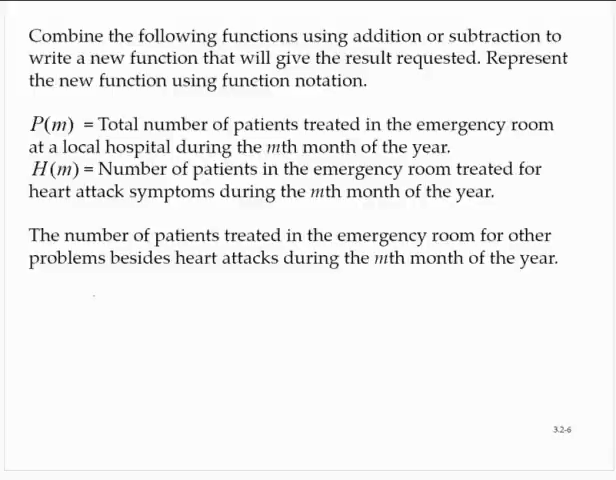 Combine the following functions using addition or subtraction to
write a new function that will give the result requested. Represent
the new function using function notation.
P(m) = Total number of patients treated in the emergency room
at a local hospital during the mth month of the year.
H(m) = Number of patients in the emergency room treated for
heart attack symptoms during the mth month of the year.
The number of patients treated in the emergency room for other
problems besides heart attacks during the mth month of the year.
3.2-6